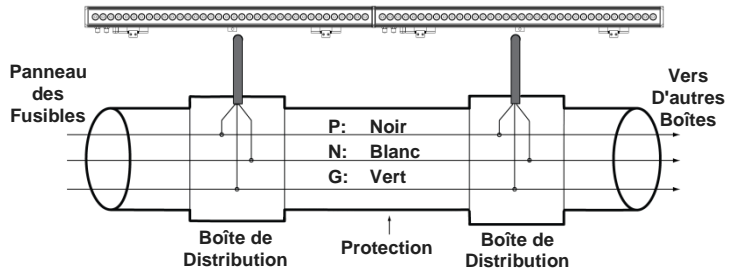 Panneau
des
Fusibles
Vers
D'autres
Boîtes
P: Noir
N: Blanc
G: Vert
Boîte de
Distribution
Protection
Boîte de
Distribution